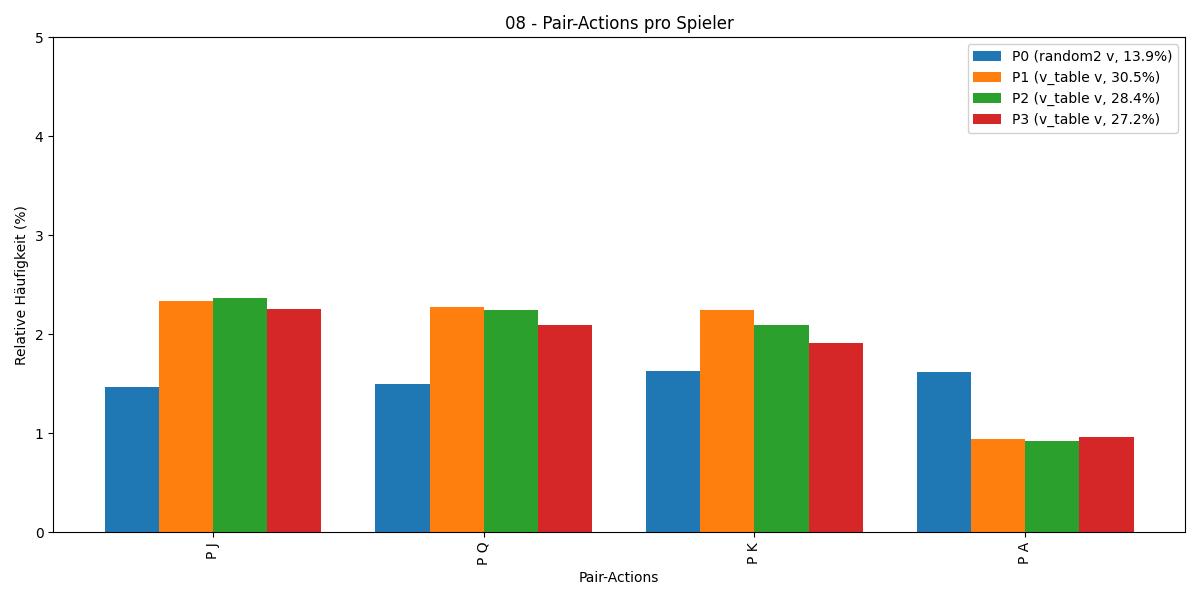 08 - Pair-Actions pro Spieler
P0 (random2 v, 13.9%)
P1 (v_table v, 30.5%)
P2 (v_table v, 28.4%)
P3 (v_table v, 27.2%)
Relative Häufigkeit (%)
5
4
3
2
1
0
P J
P Q
P K
P A
Pair-Actions